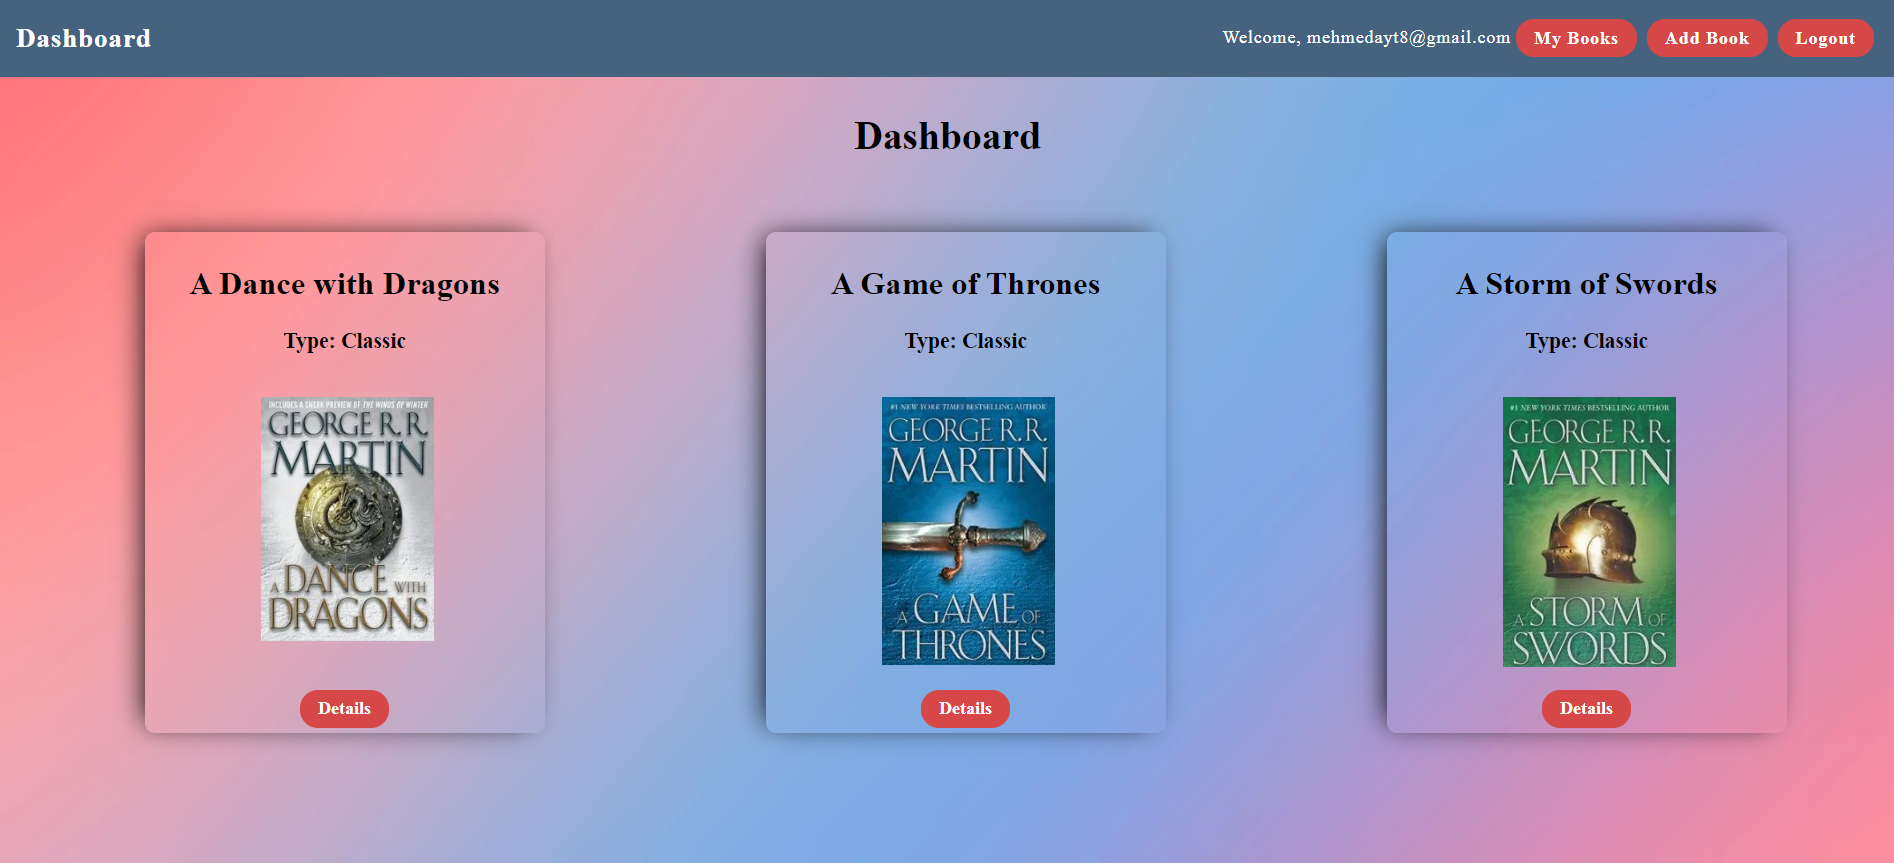 Dashboard
Welcome, mehmedayt8@gmail.com My Books Add Book Logout
Dashboard
A Dance with Dragons
Type: Classic
INCLUDES A SNEAK PREVIEW OF THE WINDS OF WINTER
GEORGE R. R.
MARTIN
A DANCE WITH
DRAGONS
Details
A Game of Thrones
Type: Classic
#1 NEW YORK TIMES BESTSELLING AUTHOR
GEORGE R. R.
MARTIN
A GAME OF
THRONES
Details
A Storm of Swords
Type: Classic
#1 NEW YORK TIMES BESTSELLING AUTHOR
GEORGE R. R.
MARTIN
A STORM OF
SWORDS
Details